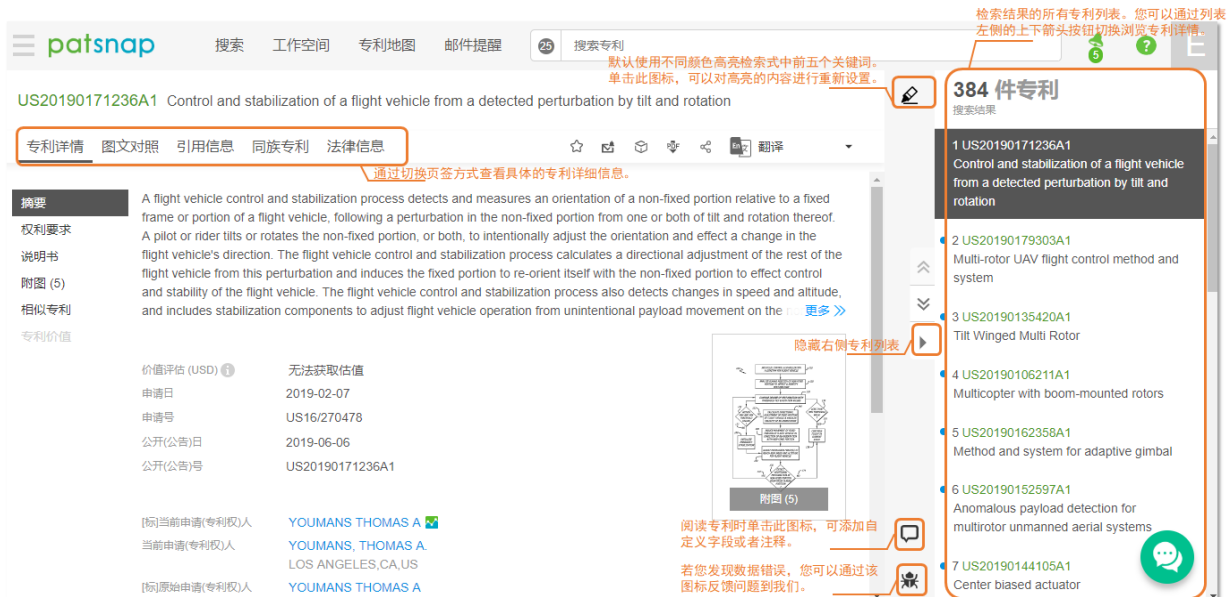 检索结果的所有专利列表。您可以通过列表
左侧的上下箭头按钮切换浏览专利详情。
patsnap
搜索
工作空间
专利地图
邮件提醒
25
搜索专利
5
?
E
默认使用不同颜色高亮检索式中前五个关键词。
单击此图标，可以对高亮的内容进行重新设置。
US20190171236A1 Control and stabilization of a flight vehicle from a detected perturbation by tilt and rotation
专利详情
图文对照
引用信息
同族专利
法律信息
翻译
通过切换页签方式查看具体的专利详细信息。
摘要
权利要求
说明书
附图 (5)
相似专利
专利价值
A flight vehicle control and stabilization process detects and measures an orientation of a non-fixed portion relative to a fixed
frame or portion of a flight vehicle, following a perturbation in the non-fixed portion from one or both of tilt and rotation thereof.
A pilot or rider tilts or rotates the non-fixed portion, or both, to intentionally adjust the orientation and effect a change in the
flight vehicle's direction. The flight vehicle control and stabilization process calculates a directional adjustment of the rest of the
flight vehicle from this perturbation and induces the fixed portion to re-orient itself with the non-fixed portion to effect control
and stability of the flight vehicle. The flight vehicle control and stabilization process also detects changes in speed and altitude,
and includes stabilization components to adjust flight vehicle operation from unintentional payload movement on the
更多
隐藏右侧专利列表
价值评估 (USD)
无法获取估值
申请日
2019-02-07
申请号
US16/270478
公开(公告)日
2019-06-06
公开(公告)号
US20190171236A1
附图 (5)
[标]当前申请(专利权)人
YOUMANS THOMAS A
当前申请(专利权)人
YOUMANS, THOMAS A.
LOS ANGELES,CA,US
[标]原始申请(专利权)人
YOUMANS THOMAS A
阅读专利时单击此图标，可添加自
定义字段或者注释。
若您发现数据错误，您可以通过该
图标反馈问题到我们。
384 件专利
搜索结果
1 US20190171236A1
Control and stabilization of a flight vehicle
from a detected perturbation by tilt and
rotation
2 US20190179303A1
Multi-rotor UAV flight control method and
system
3 US20190135420A1
Tilt Winged Multi Rotor
4 US20190106211A1
Multicopter with boom-mounted rotors
5 US20190162358A1
Method and system for adaptive gimbal
6 US20190152597A1
Anomalous payload detection for
multirotor unmanned aerial systems
7 US20190144105A1
Center biased actuator